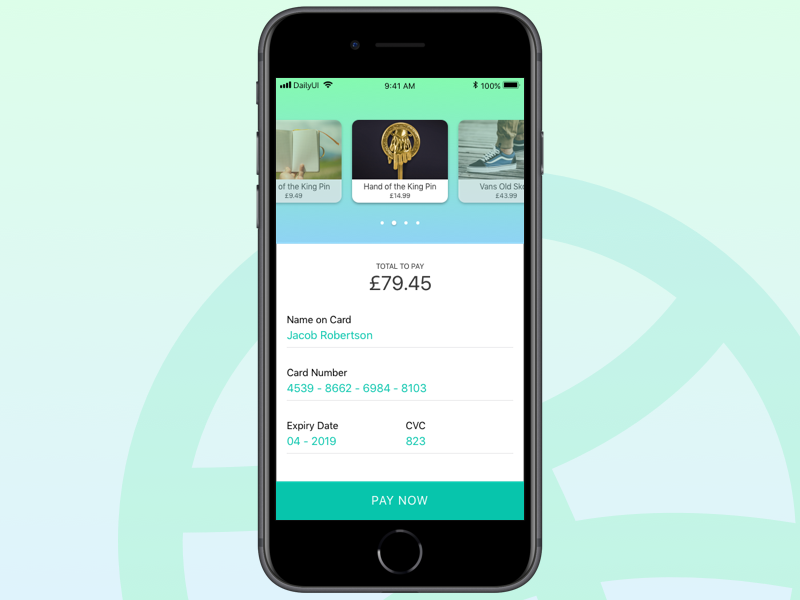 DailyUI 9:41 AM 100%
of the King Pin
£9.49
Hand of the King Pin
£14.99
Vans Old Sko
£43.99
TOTAL TO PAY
£79.45
Name on Card
Jacob Robertson
Card Number
4539 - 8662 - 6984 - 8103
Expiry Date CVC
04 - 2019 823
PAY NOW